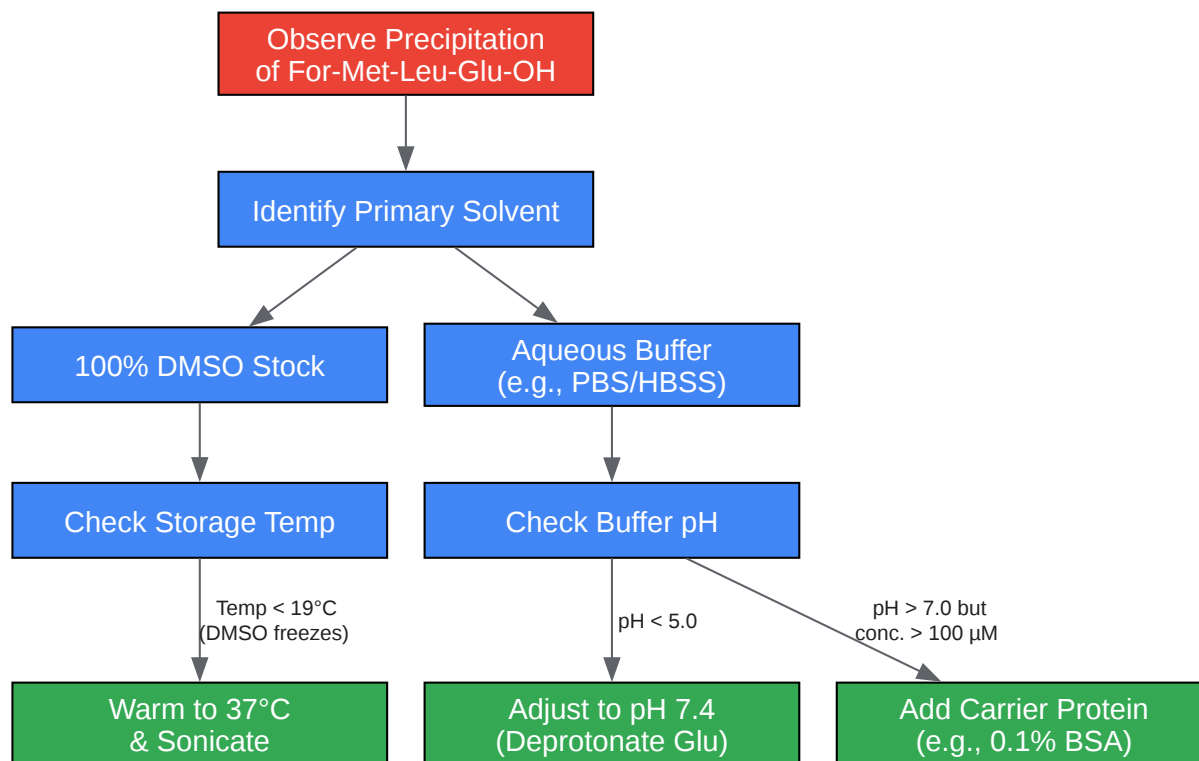 Observe Precipitation
of For-Met-Leu-Glu-OH
Identify Primary Solvent
100% DMSO Stock
Aqueous Buffer
(e.g., PBS/HBSS)
Check Storage Temp
Check Buffer pH
Temp < 19°C
(DMSO freezes)
pH < 5.0
pH > 7.0 but
conc. > 100 µM
Warm to 37°C
& Sonicate
Adjust to pH 7.4
(Deprotonate Glu)
Add Carrier Protein
(e.g., 0.1% BSA)